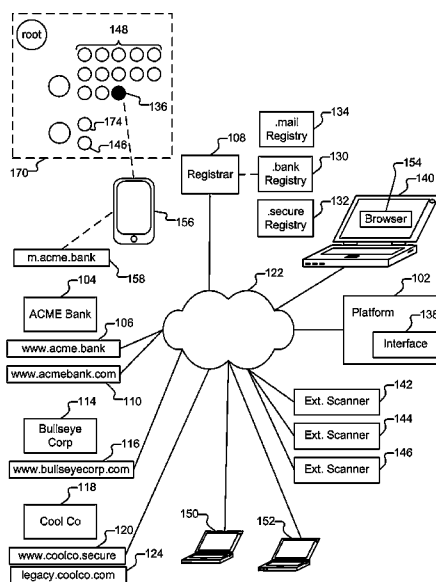 root
148
136
174
146
170
156
m.acme.bank
158
108
Registrar
.mail
Registry
134
.bank
Registry
130
.secure
Registry
132
154
140
Browser
122
102
Platform
138
Interface
104
ACME Bank
106
www.acme.bank
www.acmebank.com
110
114
Bullseye
Corp
116
www.bullseyecorp.com
118
Cool Co
120
www.coolco.secure
124
legacy.coolco.com
Ext. Scanner
142
Ext. Scanner
144
Ext. Scanner
146
150
152